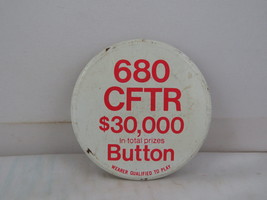 680
CFTR
$30,000
In total prizes
Button
WEARER QUALIFIED TO PLAY